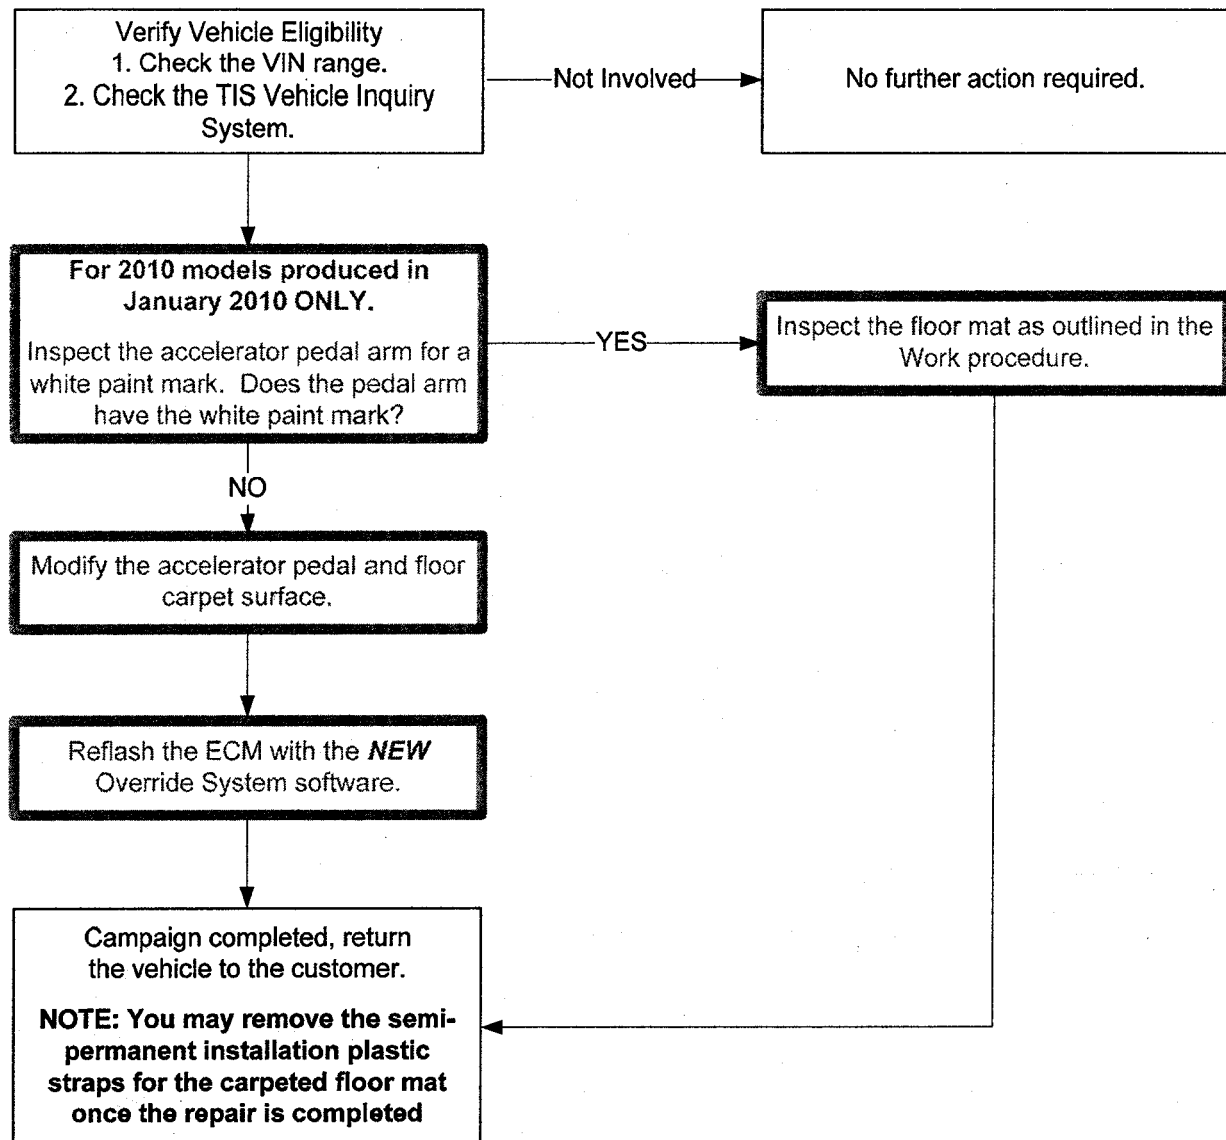 Verify Vehicle Eligibility
1. Check the VIN range.
2. Check the TIS Vehicle Inquiry
System.
Not Involved
No further action required.
For 2010 models produced in
January 2010 ONLY.
Inspect the accelerator pedal arm for a
white paint mark. Does the pedal arm
have the white paint mark?
YES
Inspect the floor mat as outlined in the
Work procedure.
NO
Modify the accelerator pedal and floor
carpet surface.
Reflash the ECM with the NEW
Override System software.
Campaign completed, return
the vehicle to the customer.
NOTE: You may remove the semi-
permanent installation plastic
straps for the carpeted floor mat
once the repair is completed